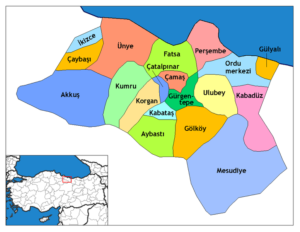 İkizce
Ünye
Fatsa
Perşembe
Gülyalı
Çaybaşı
Çatalpınar
Ordu
merkezi
Akkuş
Kumru
Çamaş
Korgan
Gürgen-
tepe
Ulubey
Kabadüz
Kabataş
Aybastı
Gölköy
Mesudiye